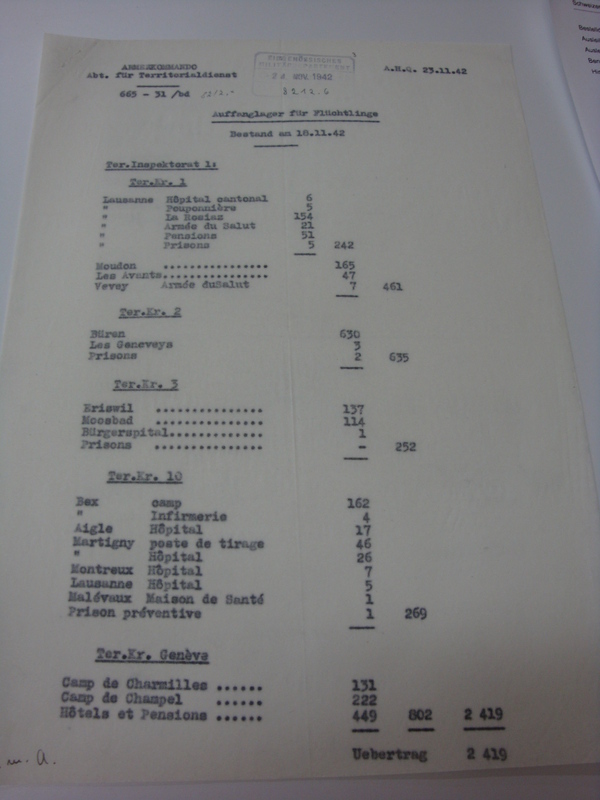 Schweizer
ARMEEKOMMANDO
Abt. für Territorialdienst
665 - 31 /bd
24. NOV. 1942
8212.6
A.H.Q. 23.11.42
Auffanglager für Flüchtlinge
Bestand am 18.11.42
Ter.Inspektorat 1:
Ter.Kr. 1
Lausanne Hôpital cantonal 6
" Pouponnière 5
" La Rosiaz 154
" Armée du Salut 21
" Pensions 51
" Prisons 5 242
Moudon ................ 165
Les Avants............... 47
Vevey Armée duSalut 7 461
Ter.Kr. 2
Büren 630
Les Geneveys 3
Prisons 2 635
Ter.Kr. 3
Eriswil ............... 137
Moosbad ............... 114
Bürgerspital............. 1
Prisons ............... - 252
Ter.Kr. 10
Bex camp 162
" Infirmerie 4
Aigle Hôpital 17
Martigny poste de tirage 46
" Hôpital 26
Montreux Hôpital 7
Lausanne Hôpital 5
Malévaux Maison de Santé 1
Prison préventive 1 269
Ter.Kr. Genève
Camp de Charmilles ...... 131
Camp de Champel ...... 222
Hôtels et Pensions ...... 449 802 2 419
Uebertrag 2 419